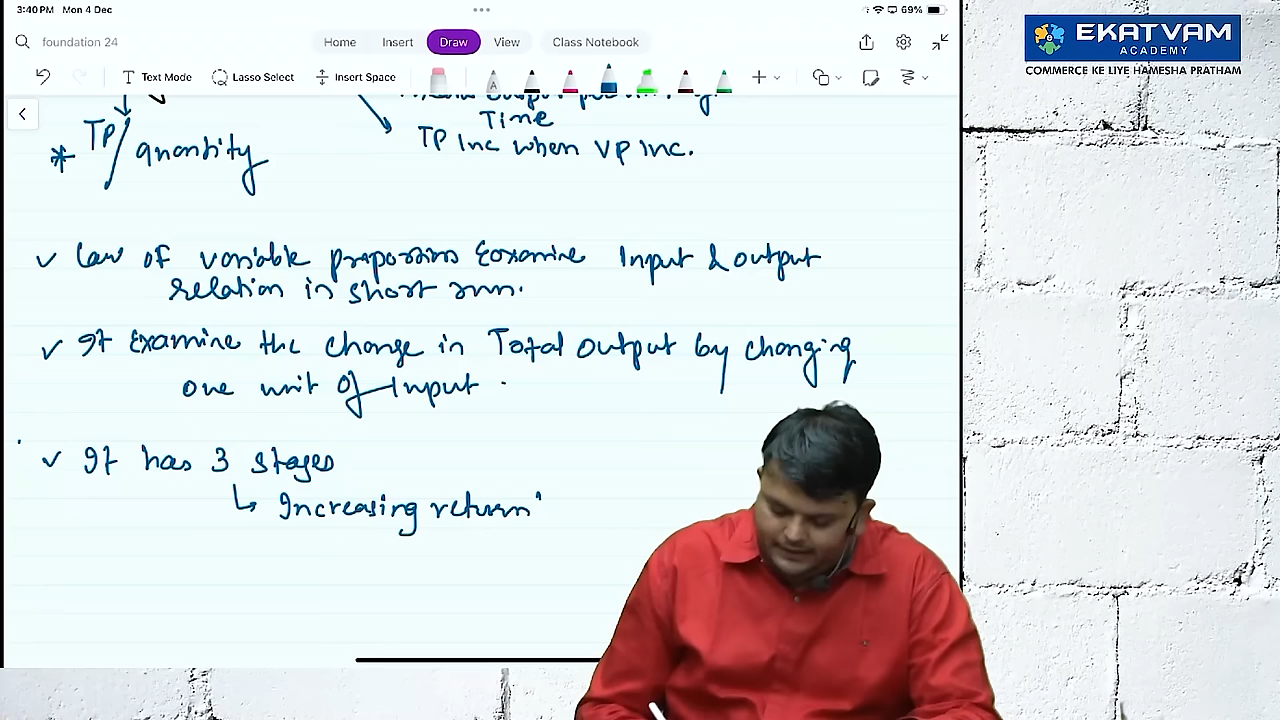 3:40 PM Mon 4 Dec
69%
foundation 24
Home Insert Draw View Class Notebook
Text Mode Lasso Select Insert Space
EKATVAM
ACADEMY
COMMERCE KE LIYE HAMESHA PRATHAM
Time
TP Inc when VP Inc.
* TP/ quantity
✓ Law of variable Examine Input & output
relation in short run.
✓ It Examine the change in Total output by changing
one unit of Input.
✓ It has 3 stages
↳ Increasing return